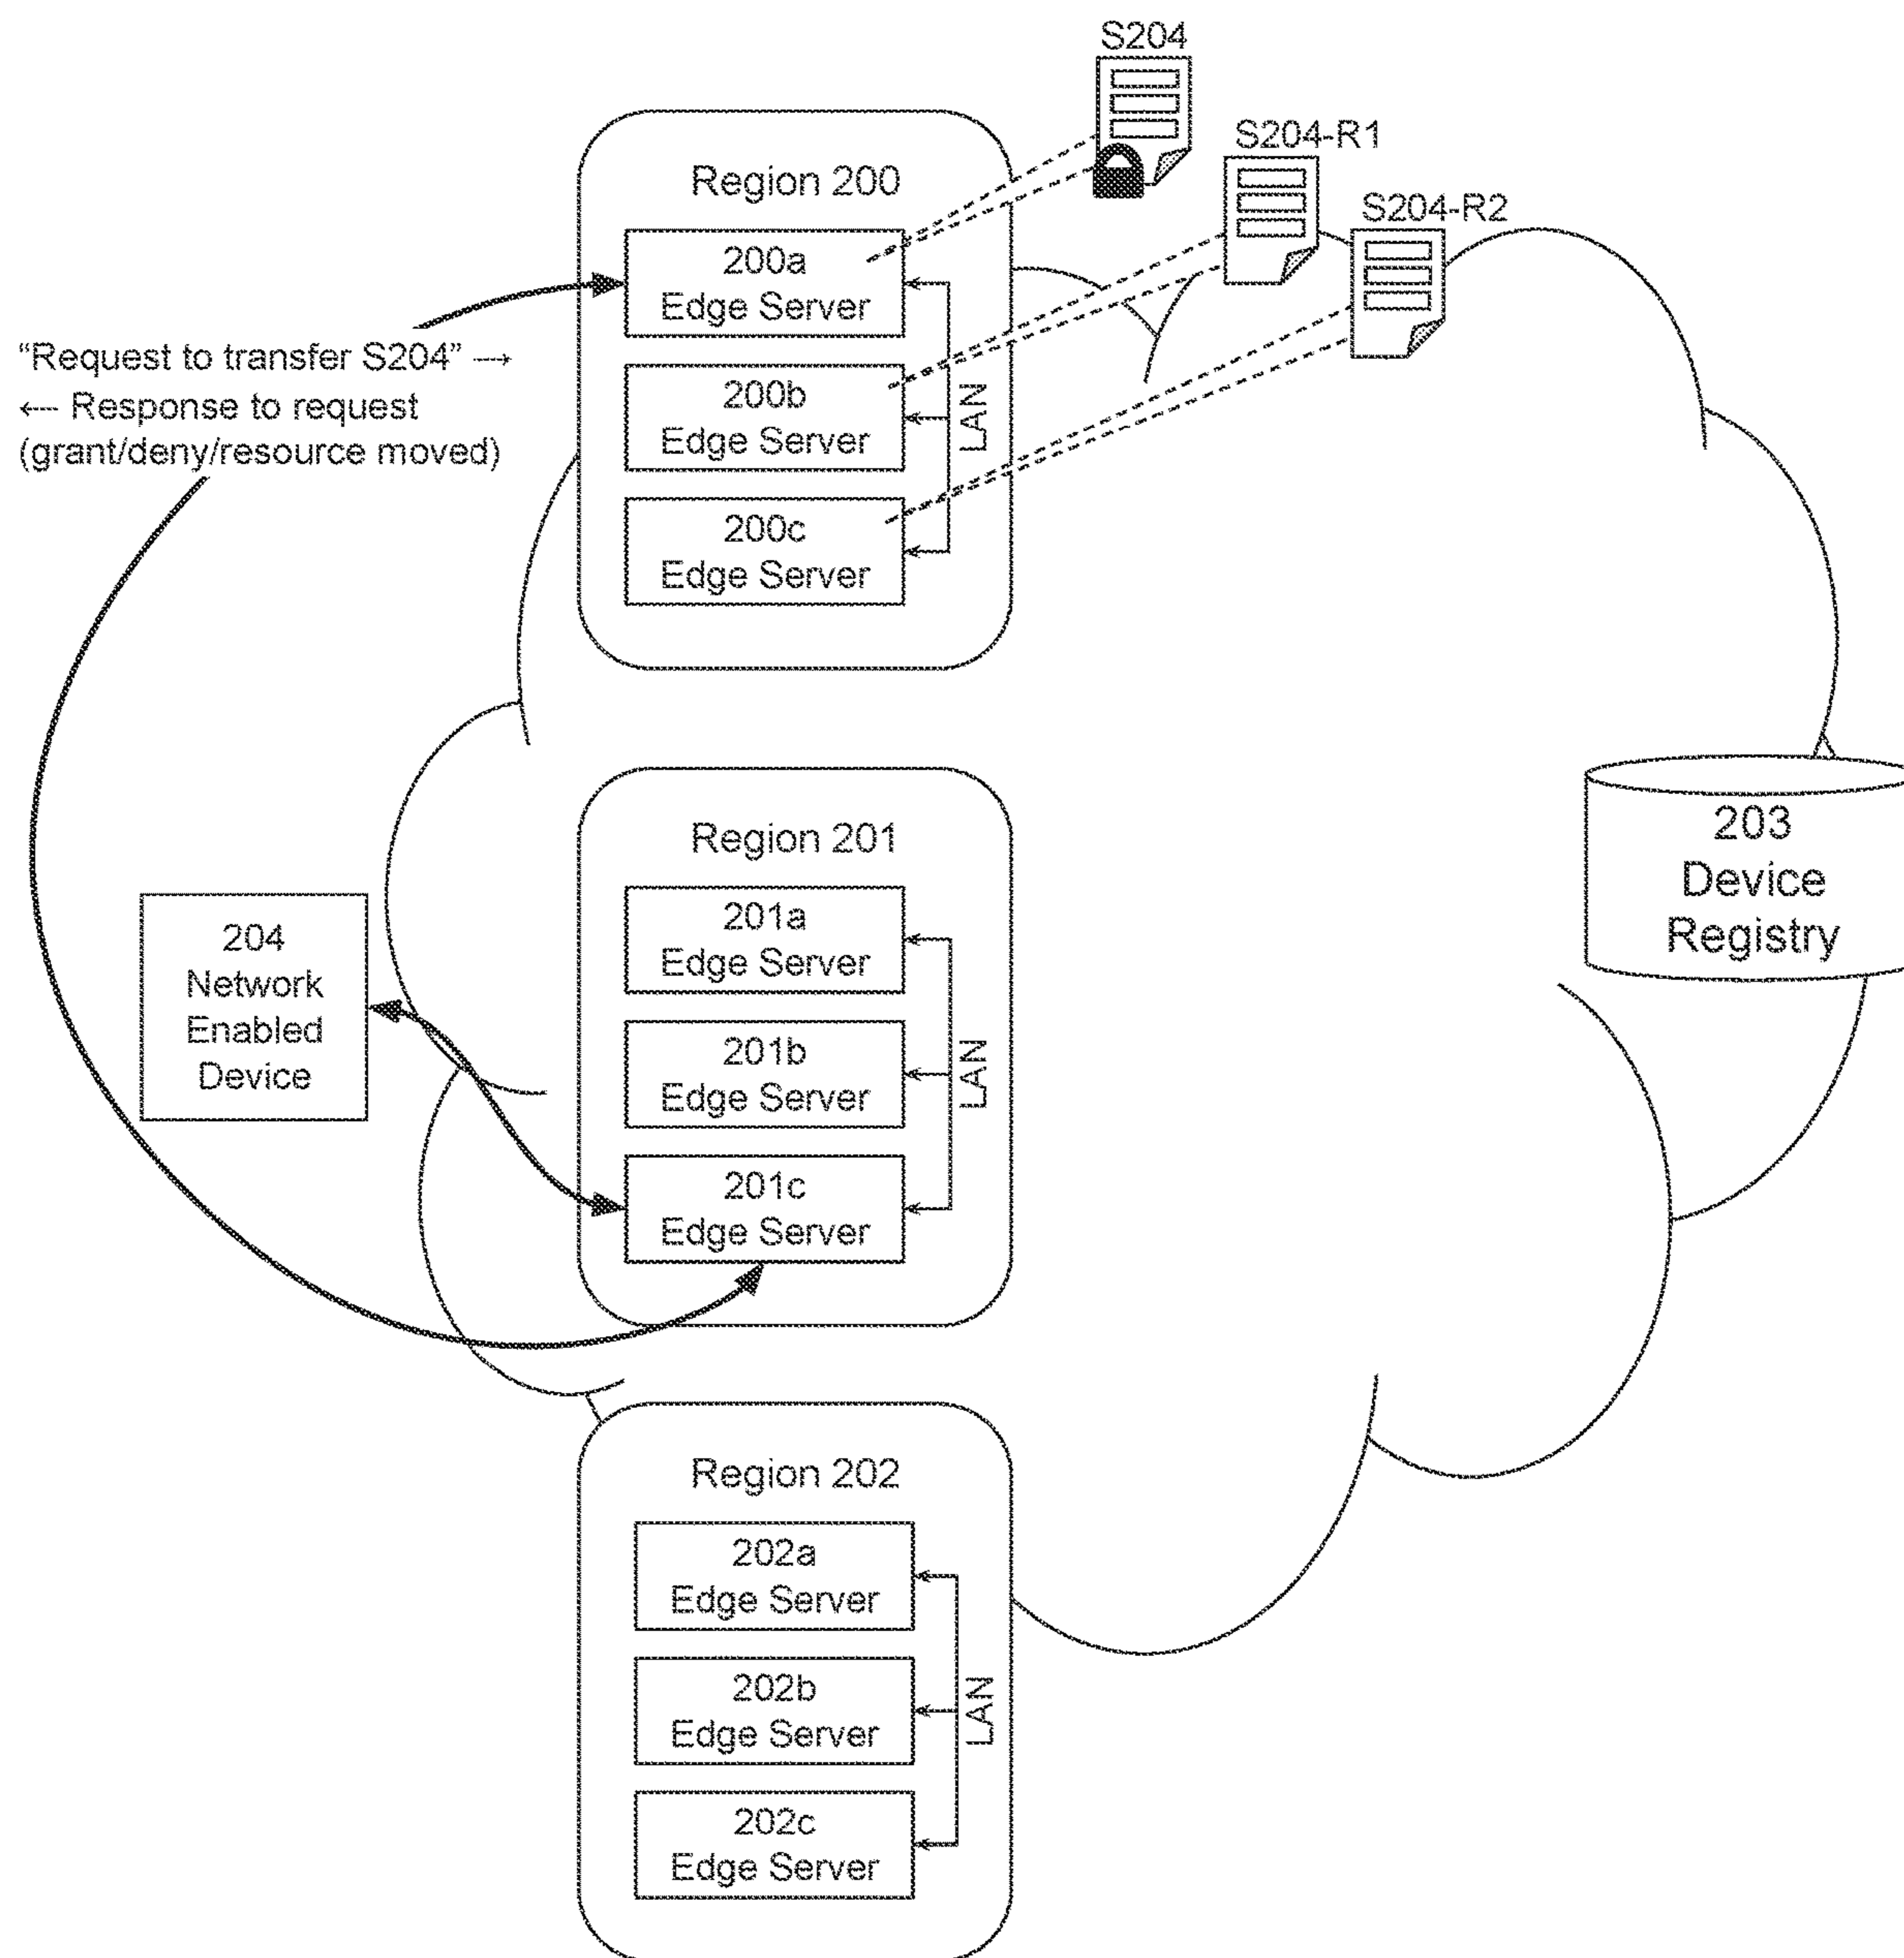 S204
S204-R1
S204-R2
Region 200
200a
Edge Server
200b
Edge Server
200c
Edge Server
LAN
“Request to transfer S204” →
← Response to request
(grant/deny/resource moved)
Region 201
201a
Edge Server
201b
Edge Server
201c
Edge Server
LAN
204
Network
Enabled
Device
203
Device
Registry
Region 202
202a
Edge Server
202b
Edge Server
202c
Edge Server
LAN